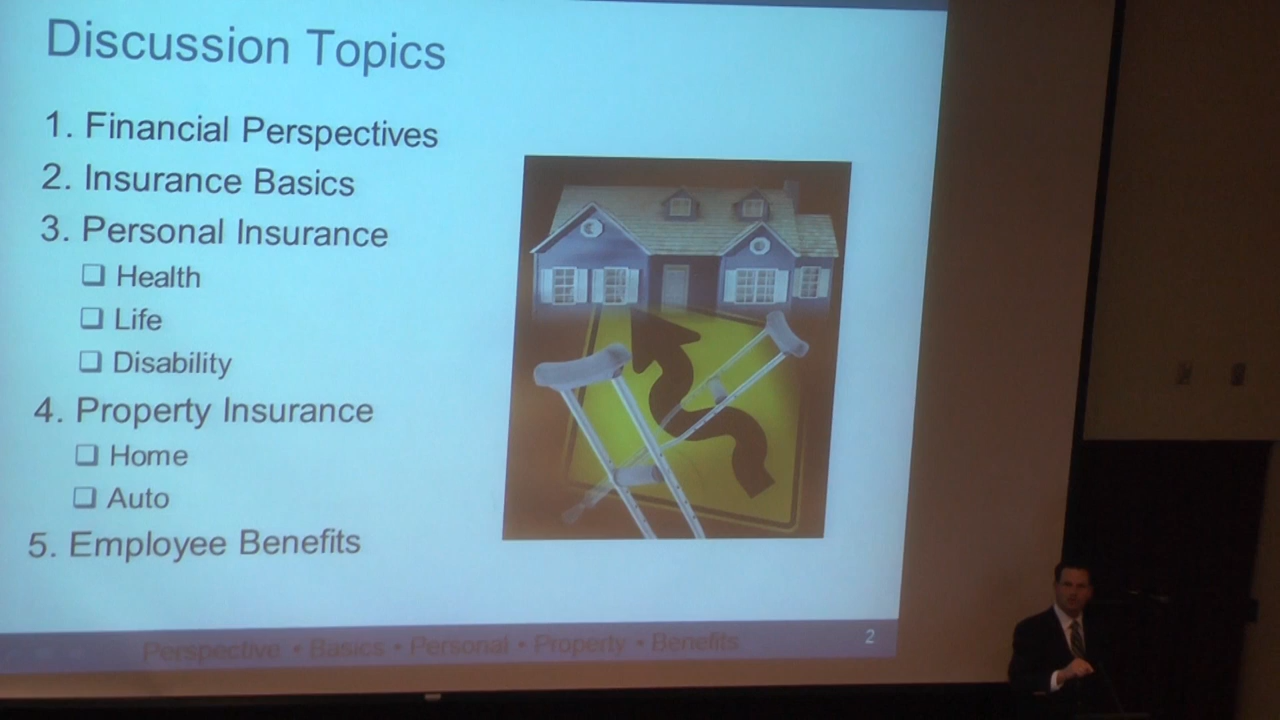 Discussion Topics
1. Financial Perspectives
2. Insurance Basics
3. Personal Insurance
❑ Health
❑ Life
❑ Disability
4. Property Insurance
❑ Home
❑ Auto
5. Employee Benefits
Perspective • Basics • Personal • Property • Benefits
2